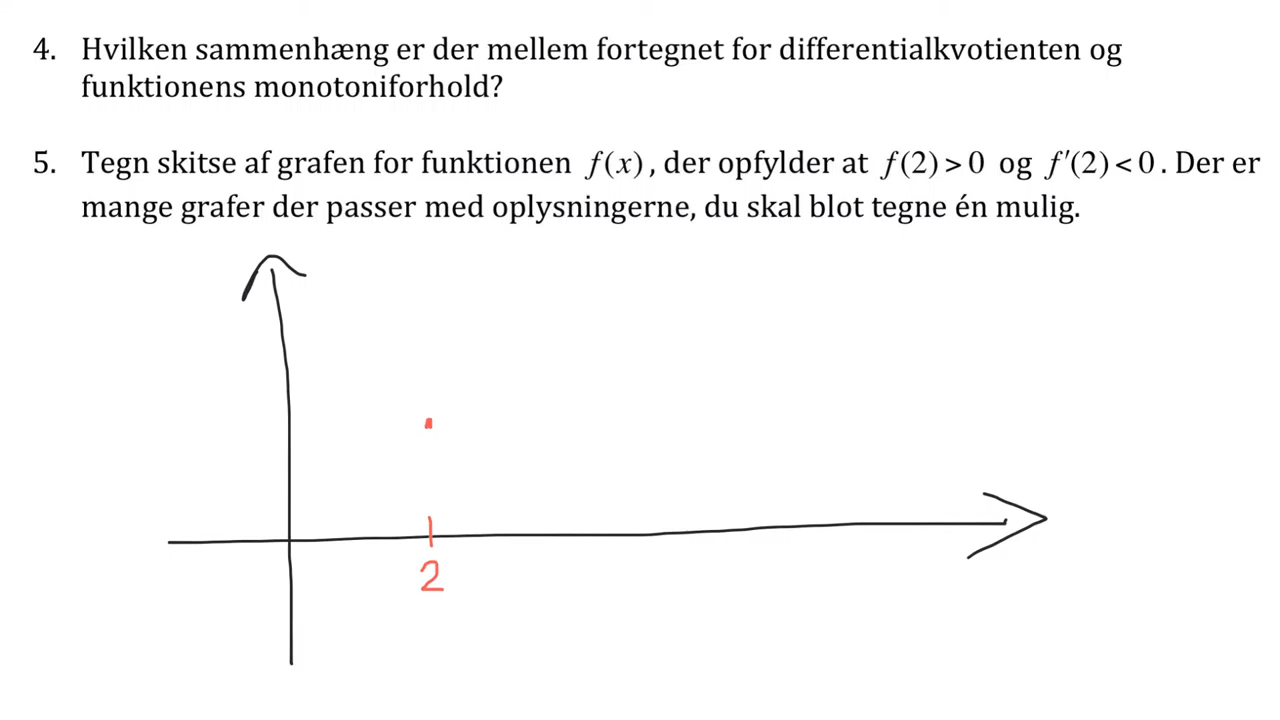 4. Hvilken sammenhæng er der mellem fortegnet for differentialkvotienten og
funktionens monotoniforhold?
5. Tegn skitse af grafen for funktionen f(x), der opfylder at f(2)>0 og f′(2)<0. Der er
mange grafer der passer med oplysningerne, du skal blot tegne én mulig.
2